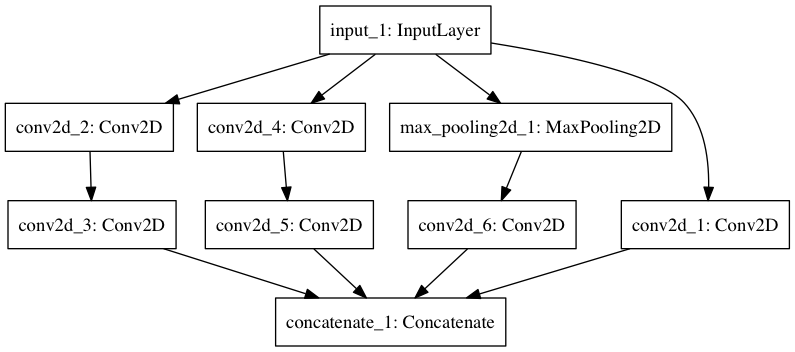 input_1: InputLayer
conv2d_2: Conv2D
conv2d_4: Conv2D
max_pooling2d_1: MaxPooling2D
conv2d_3: Conv2D
conv2d_5: Conv2D
conv2d_6: Conv2D
conv2d_1: Conv2D
concatenate_1: Concatenate